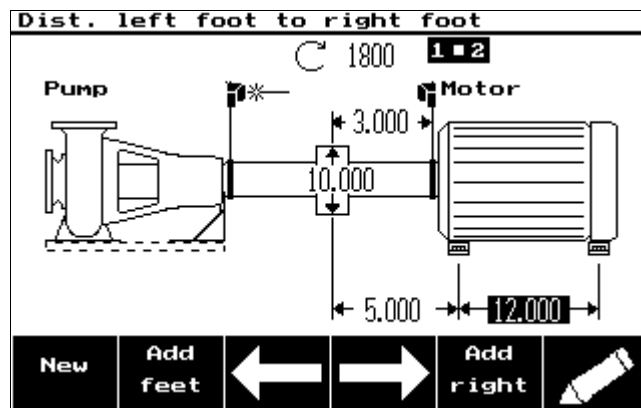 Dist. left foot to right foot
1800 1▪2
Pump
Motor
3.000
10.000
5.000 12.000
New
Add feet
Add right